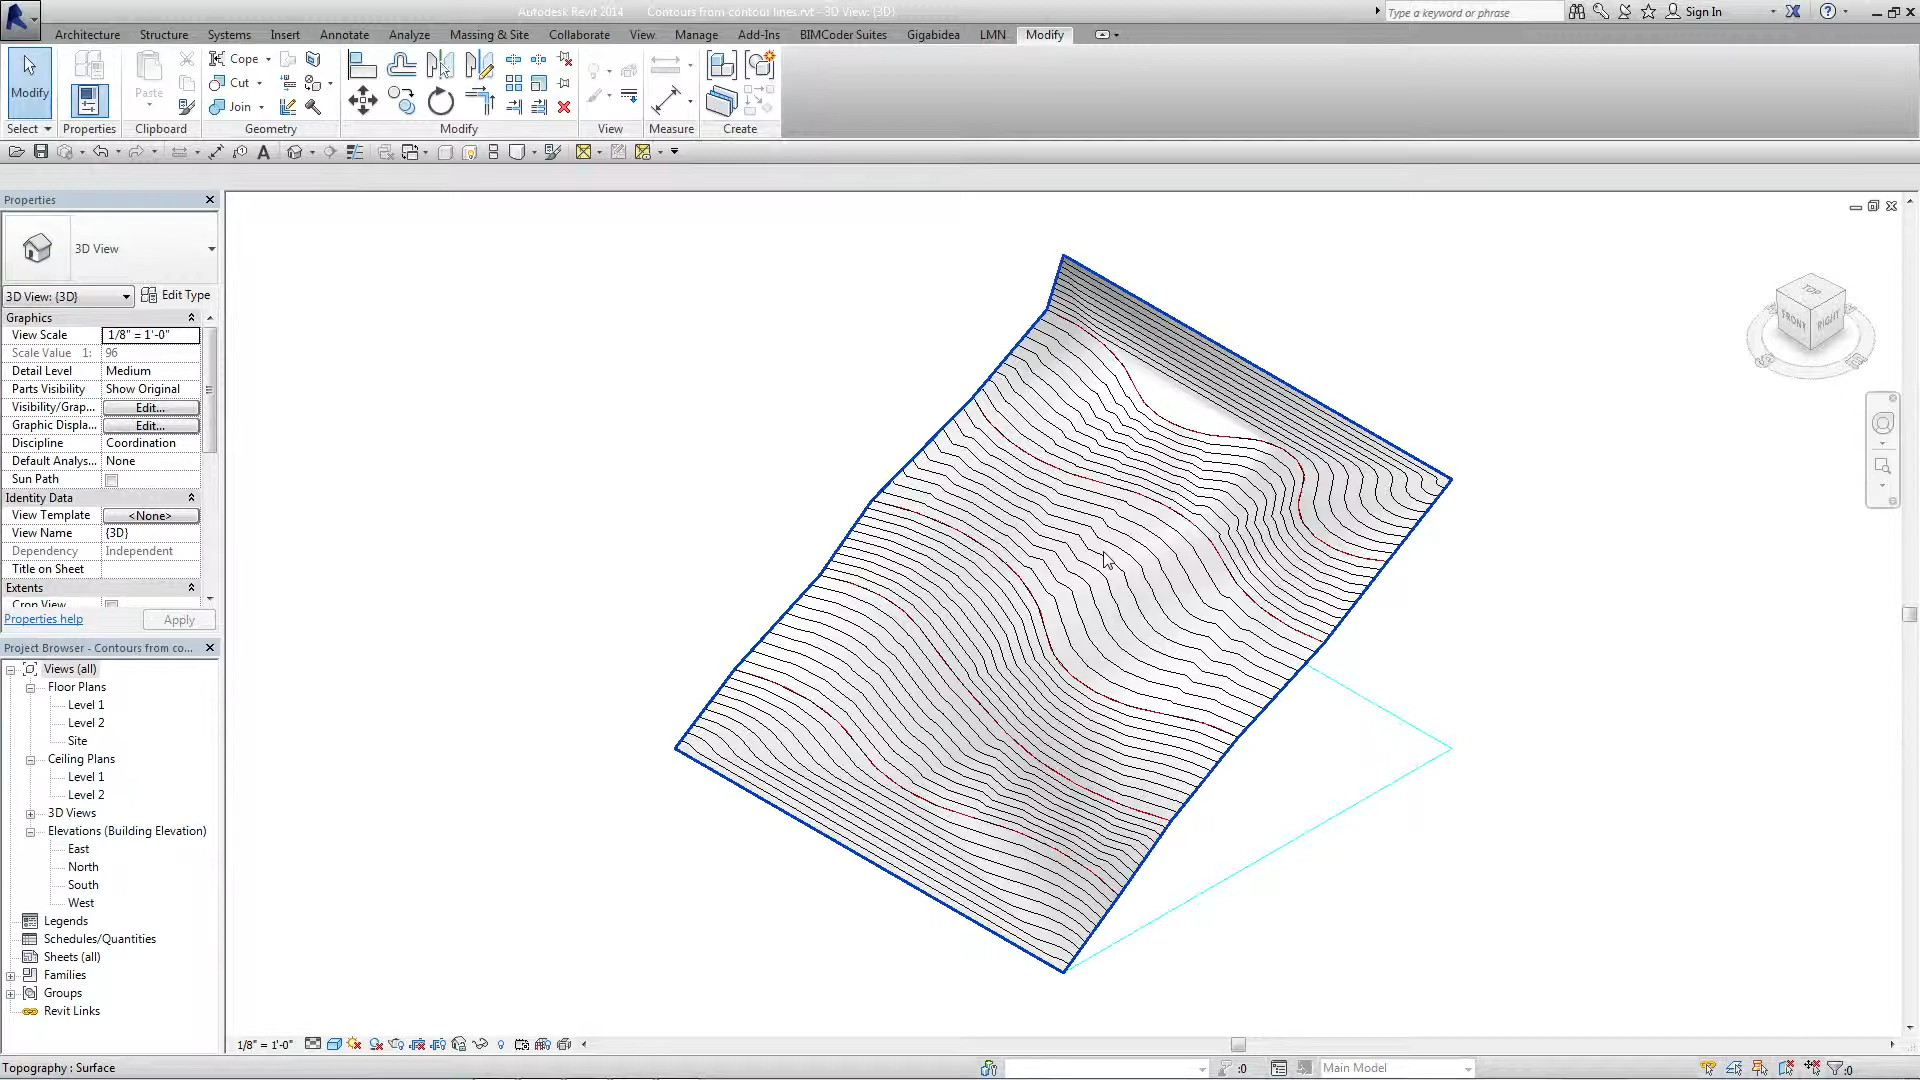 Autodesk Revit 2014 Contours from contour lines.rvt - 3D View: {3D}
Type a keyword or phrase
Sign In
Architecture Structure Systems Insert Annotate Analyze Massing & Site Collaborate View Manage Add-Ins BIMCoder Suites Gigabidea LMN Modify
Modify
Paste
Cope
Cut
Join
Select Properties Clipboard Geometry Modify View Measure Create
Properties
3D View
3D View: {3D} Edit Type
Graphics
View Scale 1/8" = 1'-0"
Scale Value 1: 96
Detail Level Medium
Parts Visibility Show Original
Visibility/Grap... Edit...
Graphic Displa... Edit...
Discipline Coordination
Default Analys... None
Sun Path
Identity Data
View Template <None>
View Name {3D}
Dependency Independent
Title on Sheet
Extents
Crop View
Properties help Apply
Project Browser - Contours from co...
Views (all)
Floor Plans
Level 1
Level 2
Site
Ceiling Plans
Level 1
Level 2
3D Views
Elevations (Building Elevation)
East
North
South
West
Legends
Schedules/Quantities
Sheets (all)
Families
Groups
Revit Links
TOP
FRONT
RIGHT
S
E
1/8" = 1'-0"
Topography : Surface
:0
Main Model
:0